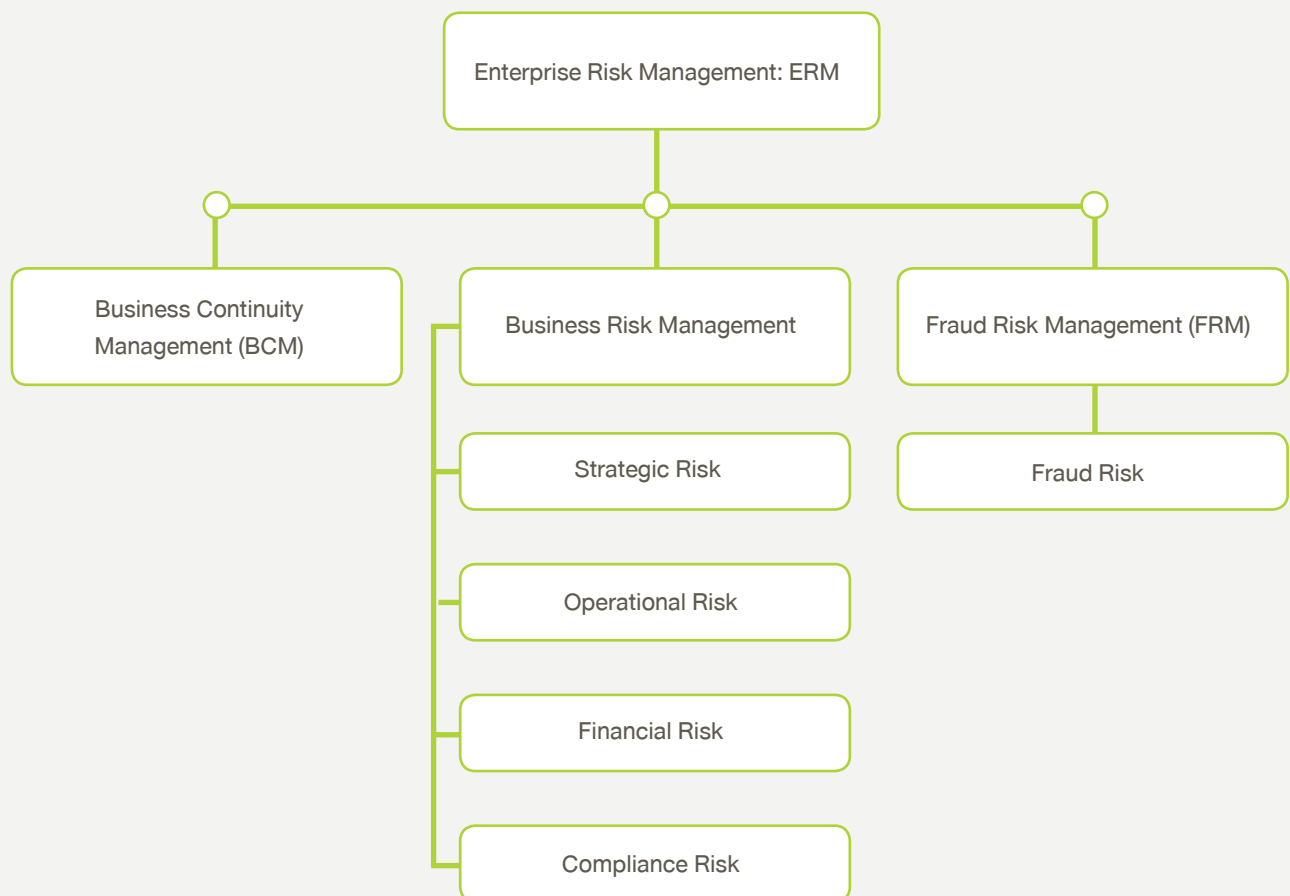 Enterprise Risk Management: ERM
Business Continuity
Management (BCM)
Business Risk Management
Fraud Risk Management (FRM)
Strategic Risk
Fraud Risk
Operational Risk
Financial Risk
Compliance Risk